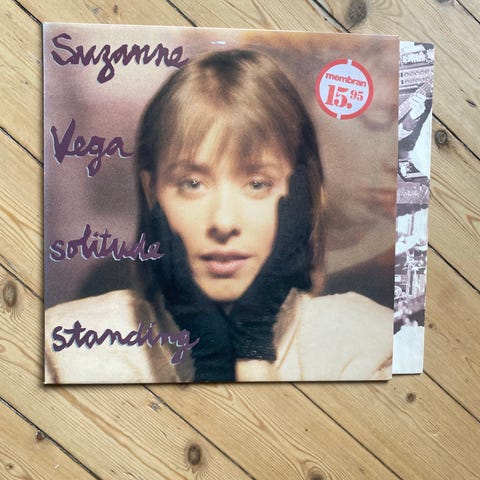 Suzanne
Vega
solitude
standing
membran
15.95